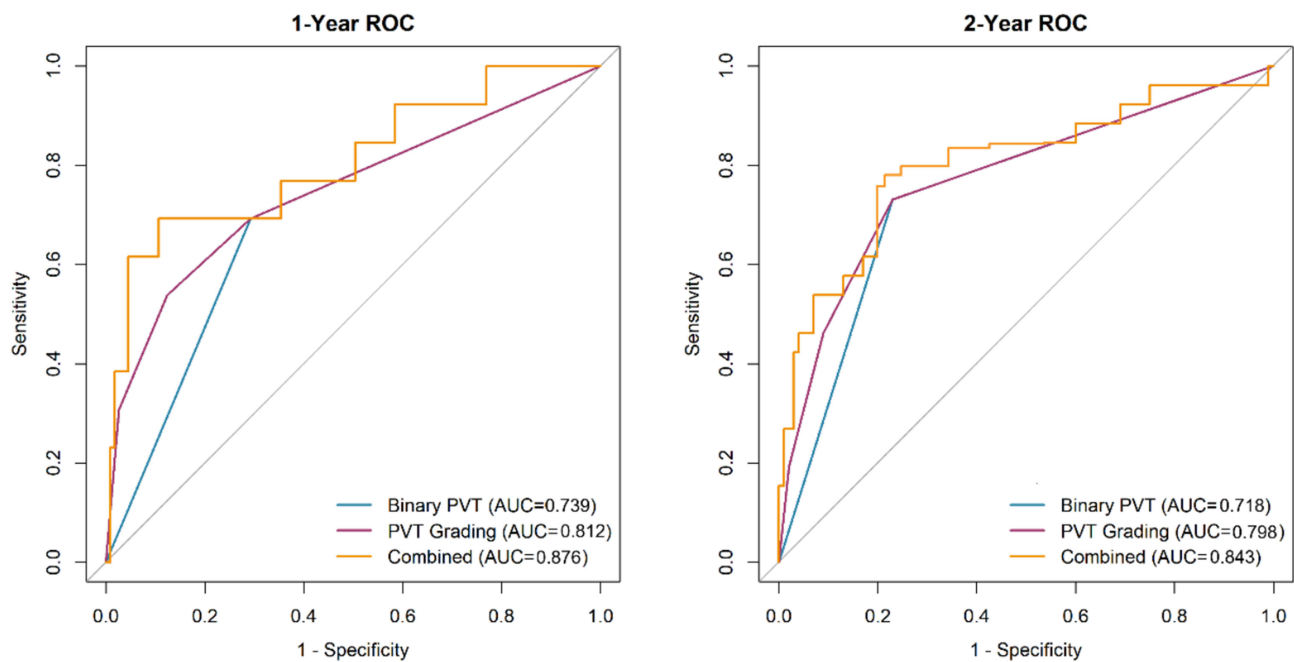 1-Year ROC
Sensitivity
1.0
0.8
0.6
0.4
0.2
0.0
Binary PVT (AUC=0.739)
PVT Grading (AUC=0.812)
Combined (AUC=0.876)
0.0 0.2 0.4 0.6 0.8 1.0
1 - Specificity
2-Year ROC
Sensitivity
1.0
0.8
0.6
0.4
0.2
0.0
Binary PVT (AUC=0.718)
PVT Grading (AUC=0.798)
Combined (AUC=0.843)
0.0 0.2 0.4 0.6 0.8 1.0
1 - Specificity